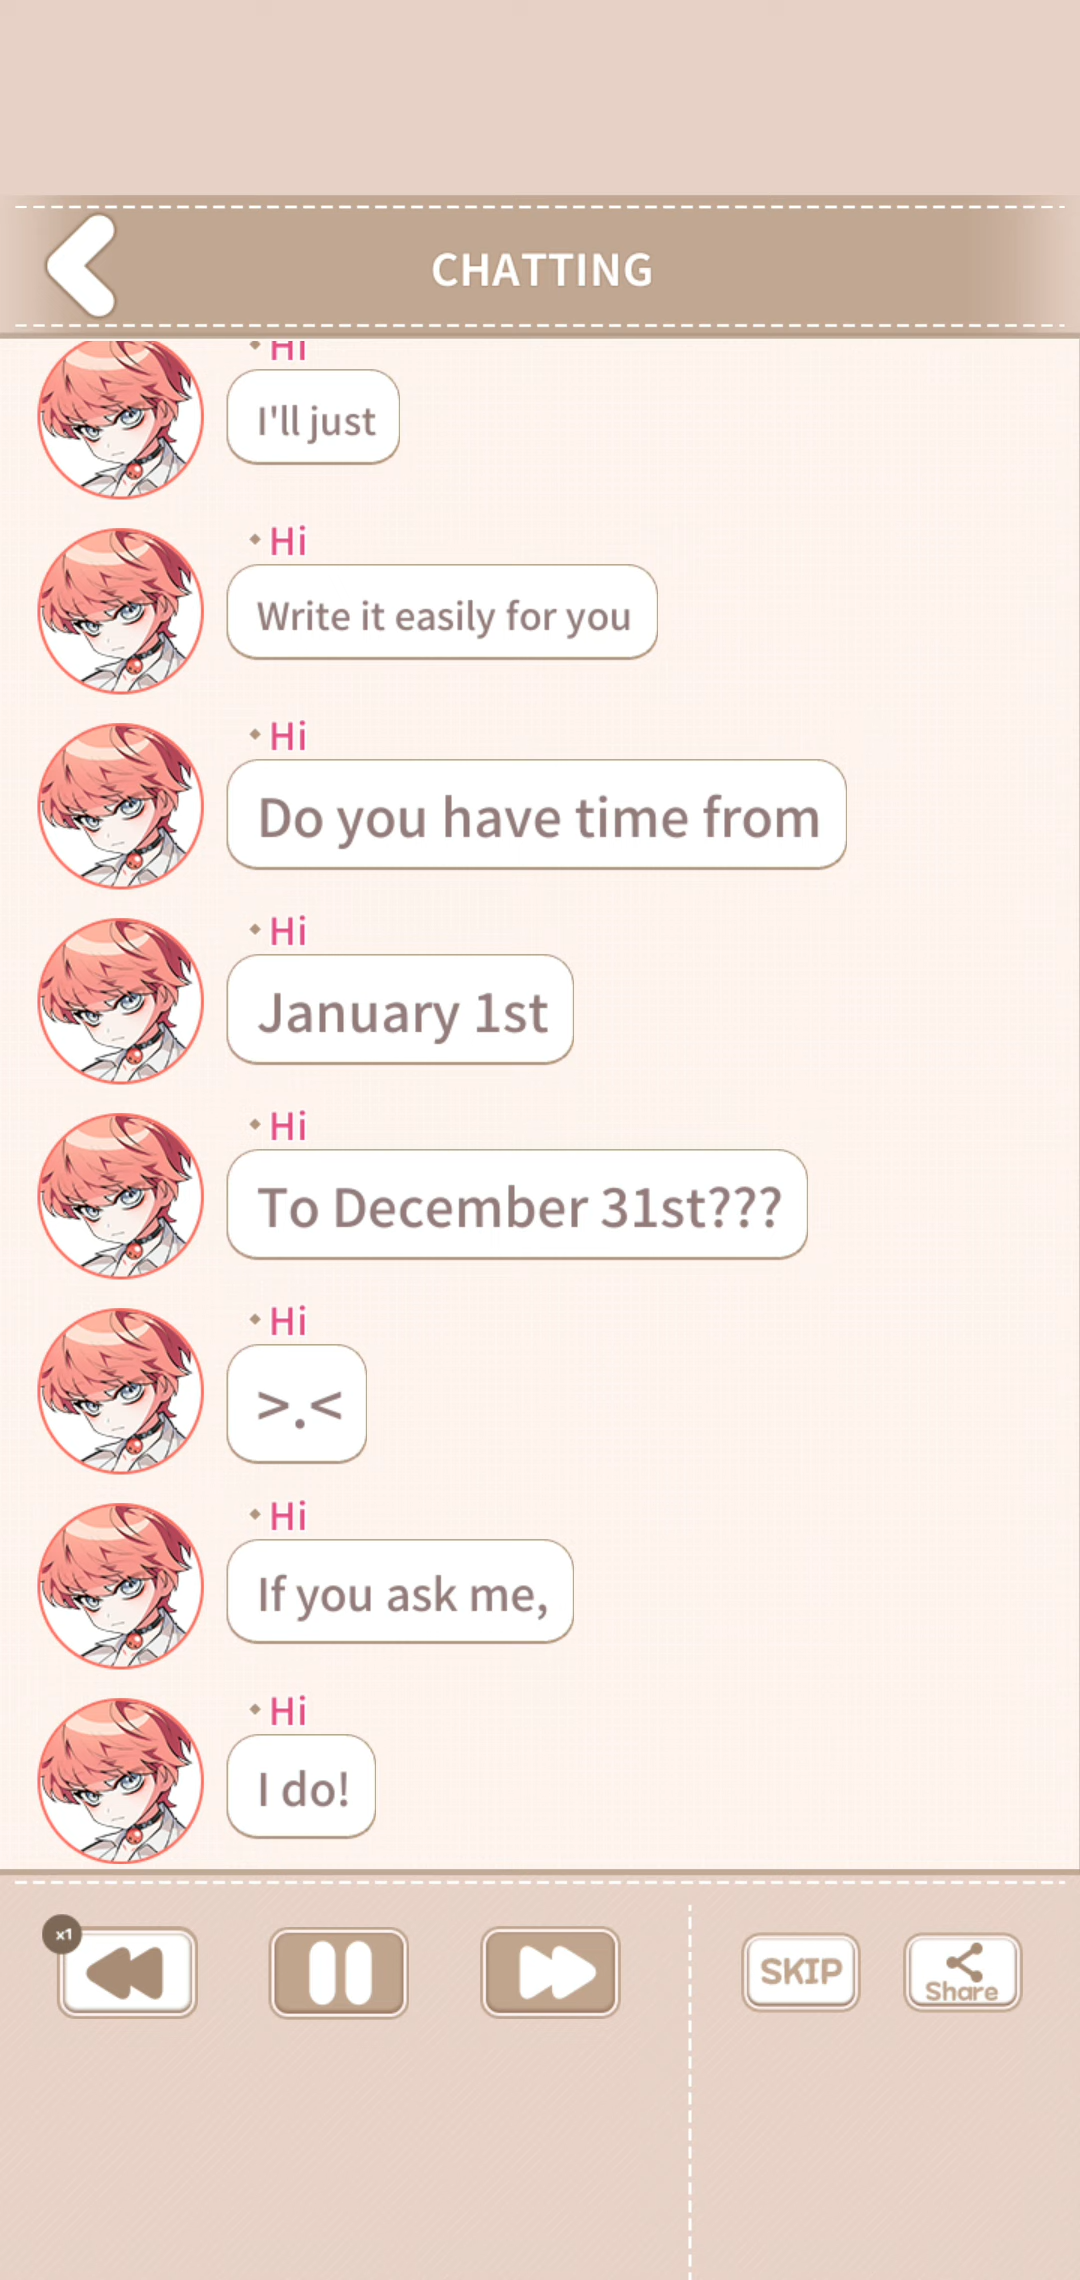 CHATTING
Hi
I'll just
Hi
Write it easily for you
Hi
Do you have time from
Hi
January 1st
Hi
To December 31st???
Hi
>.<
Hi
If you ask me,
Hi
I do!
x1
SKIP
Share